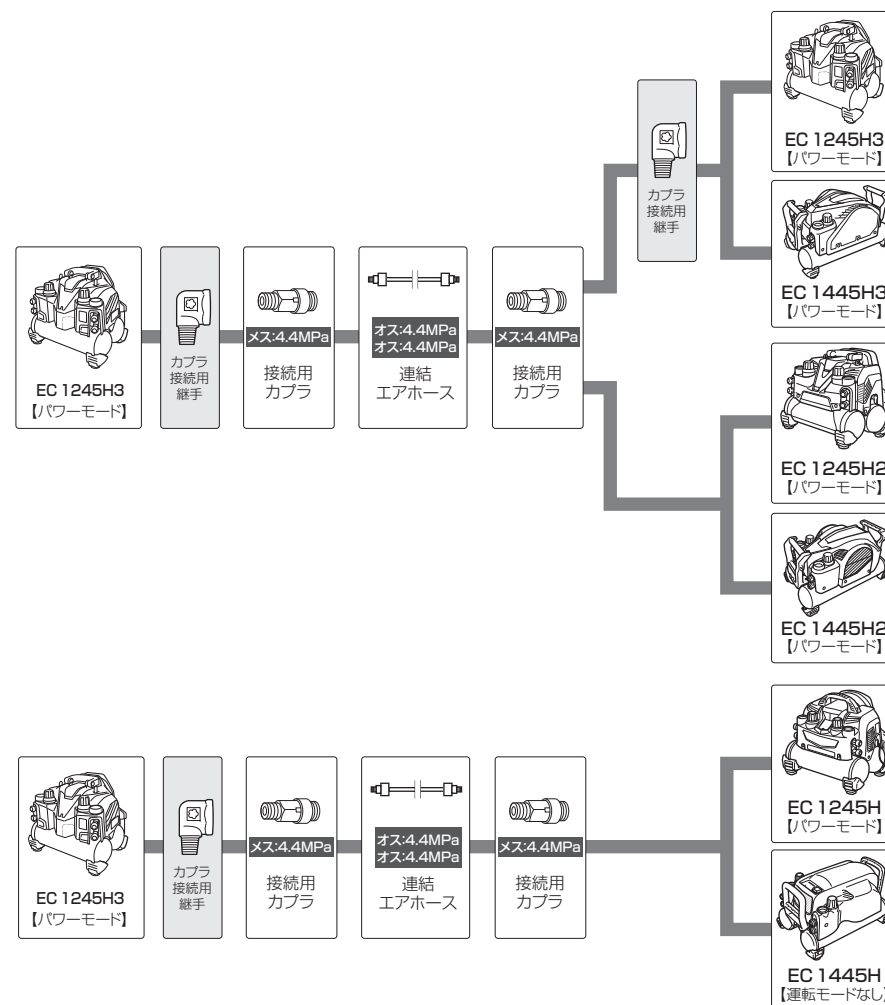 EC 1245H3
【パワーモード】
カプラ
接続用
継手
EC 1445H3
【パワーモード】
EC 1245H3
【パワーモード】
カプラ
接続用
継手
メス:4.4MPa
接続用
カプラ
オス:4.4MPa
オス:4.4MPa
連結
エアホース
メス:4.4MPa
接続用
カプラ
EC 1245H2
【パワーモード】
EC 1445H2
【パワーモード】
EC 1245H3
【パワーモード】
カプラ
接続用
継手
メス:4.4MPa
接続用
カプラ
オス:4.4MPa
オス:4.4MPa
連結
エアホース
メス:4.4MPa
接続用
カプラ
EC 1245H
【パワーモード】
EC 1445H
【運転モードなし】